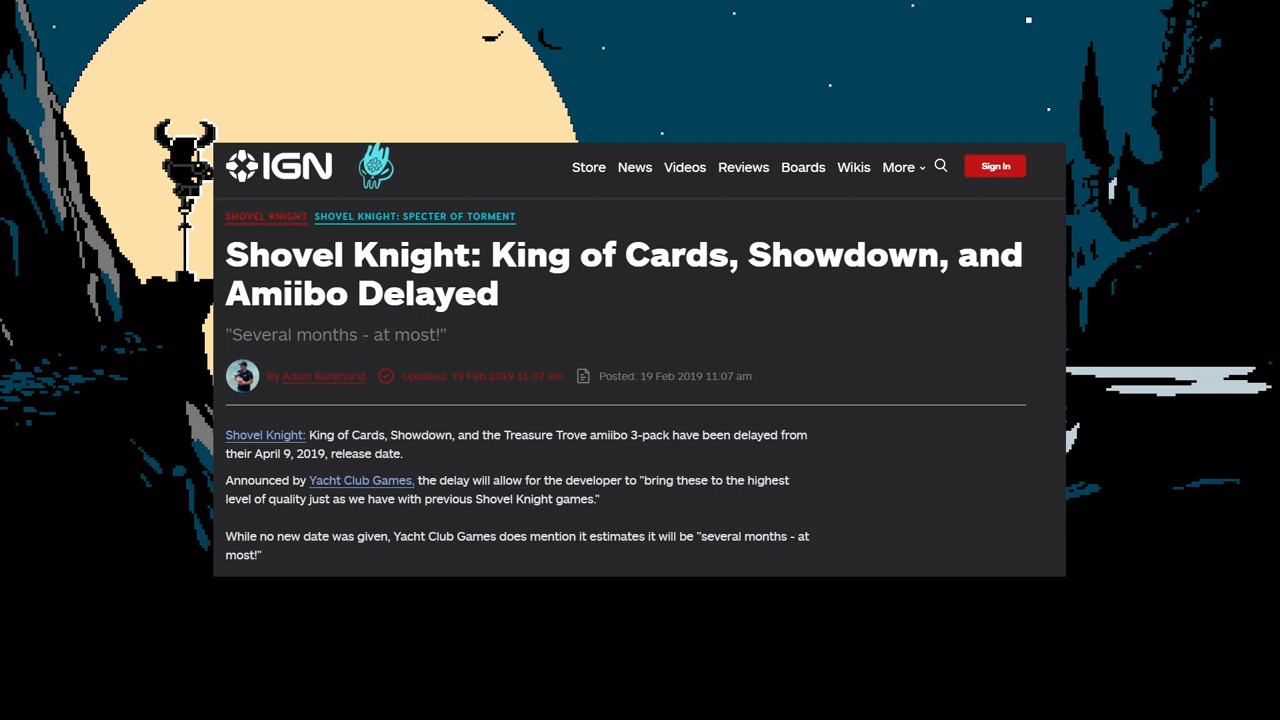 IGN
Store News Videos Reviews Boards Wikis More Sign In
SHOVEL KNIGHT SHOVEL KNIGHT: SPECTER OF TORMENT
Shovel Knight: King of Cards, Showdown, and
Amiibo Delayed
"Several months - at most!"
By Adam Bankhurst Updated: 19 Feb 2019 11:07 am Posted: 19 Feb 2019 11:07 am
Shovel Knight: King of Cards, Showdown, and the Treasure Trove amiibo 3-pack have been delayed from
their April 9, 2019, release date.
Announced by Yacht Club Games, the delay will allow for the developer to "bring these to the highest
level of quality just as we have with previous Shovel Knight games."
While no new date was given, Yacht Club Games does mention it estimates it will be "several months - at
most!"